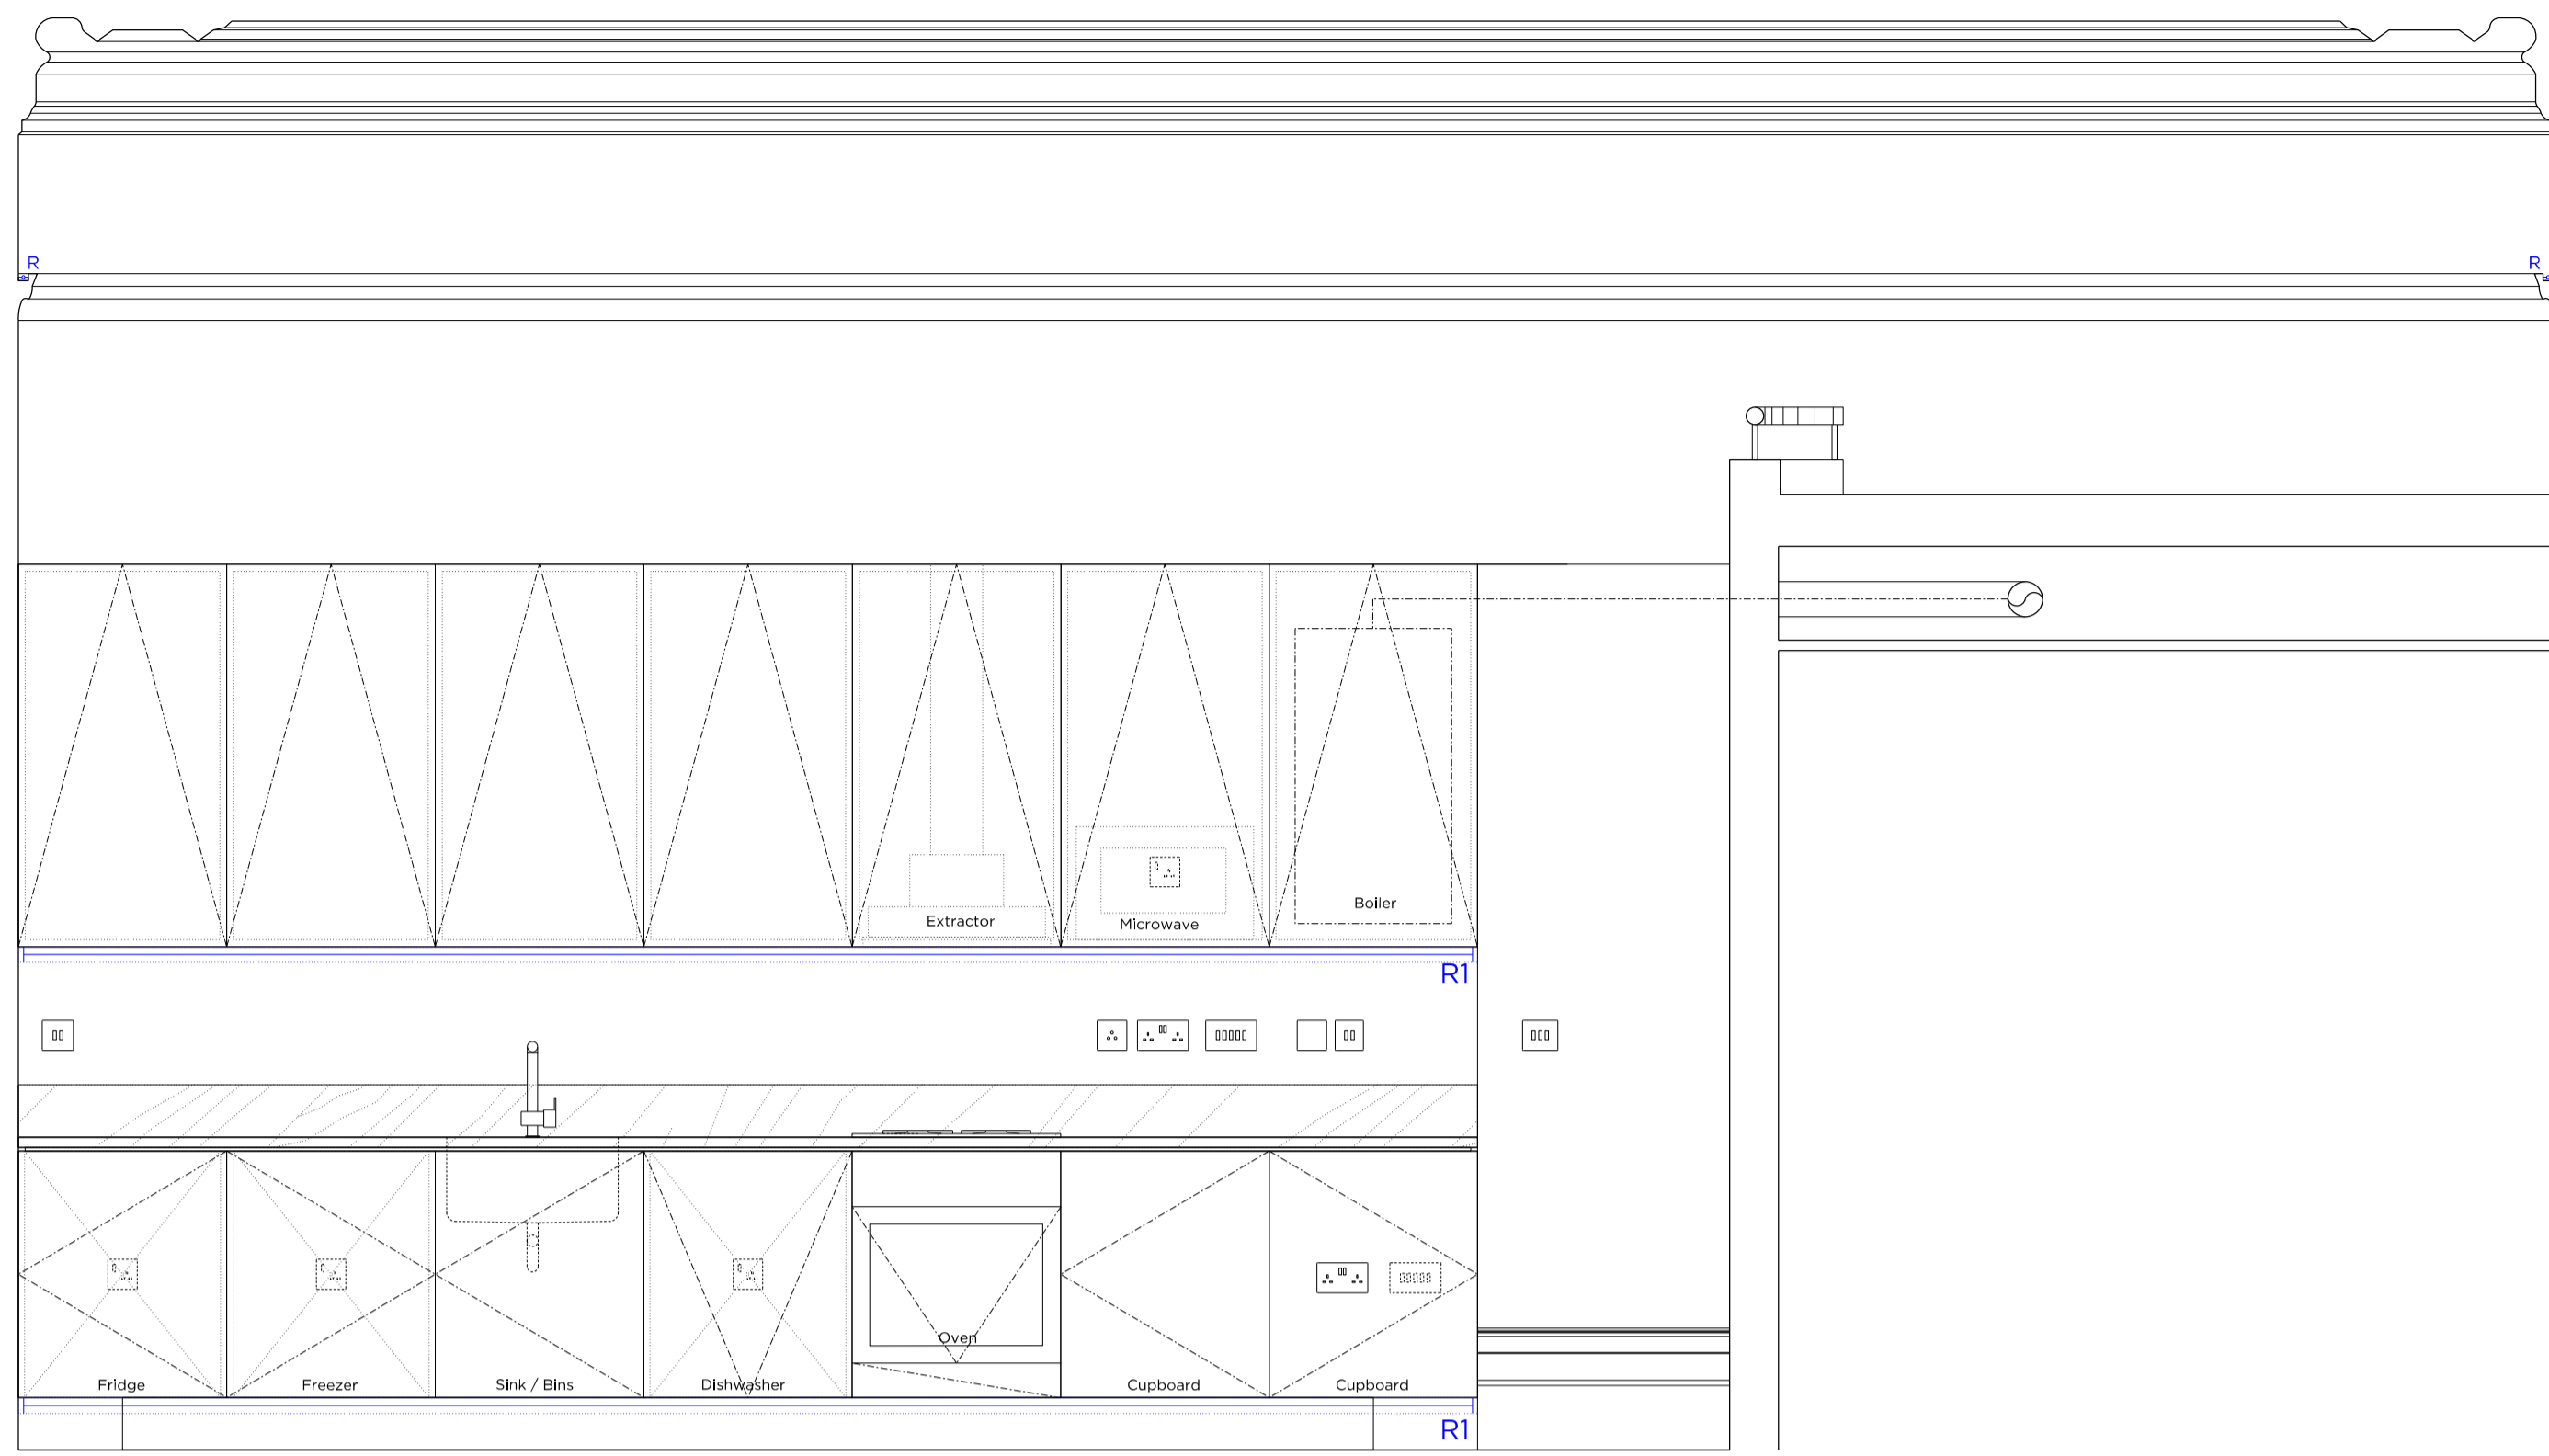 R R
Extractor
Microwave
Boiler
R1
Oven
Fridge
Freezer
Sink / Bins
Dishwasher
Cupboard
Cupboard
R1